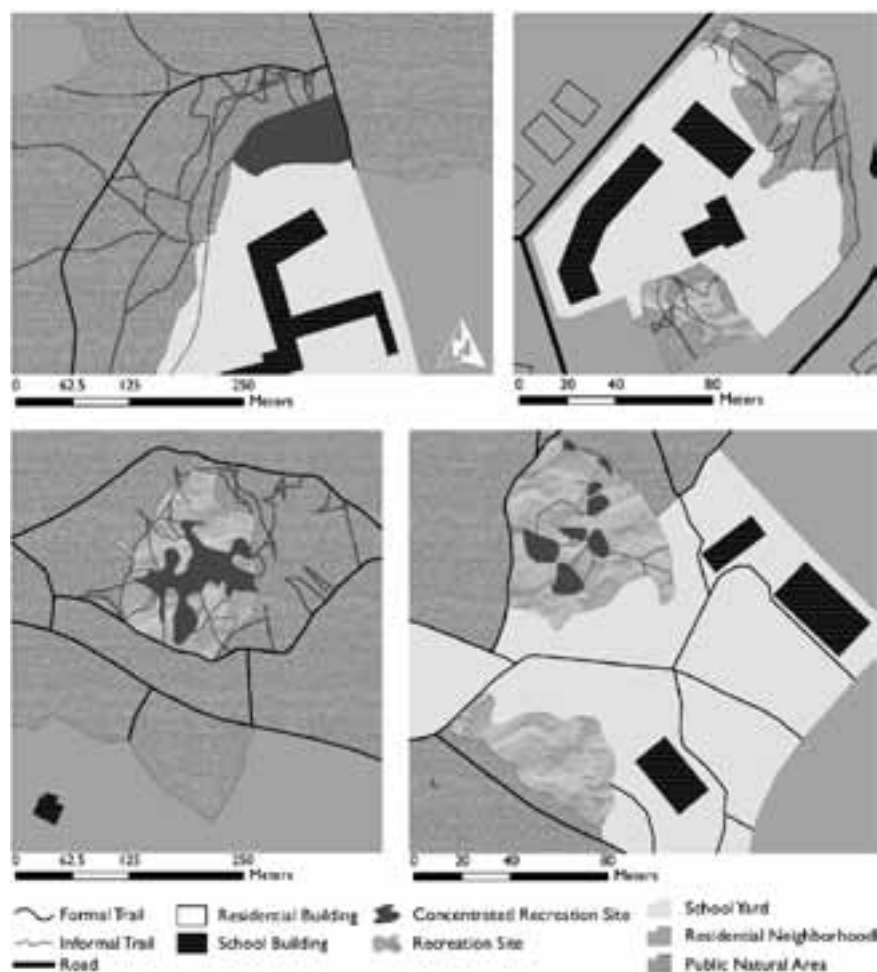 0 62.5 125 250
Meters
0 20 40 80
Meters
0 62.5 125 250
Meters
0 20 40 80
Meters
Formal Trail
Informal Trail
Road
Residential Building
School Building
Concentrated Recreation Site
Recreation Site
School Yard
Residential Neighborhood
Public Natural Area